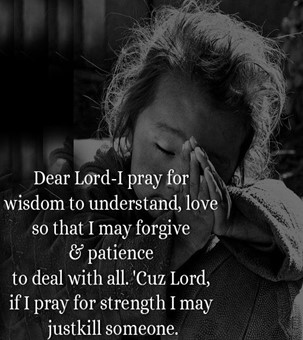 Dear Lord-I pray for
wisdom to understand, love
so that I may forgive
& patience
to deal with all. 'Cuz Lord,
if I pray for strength I may
justkill someone.